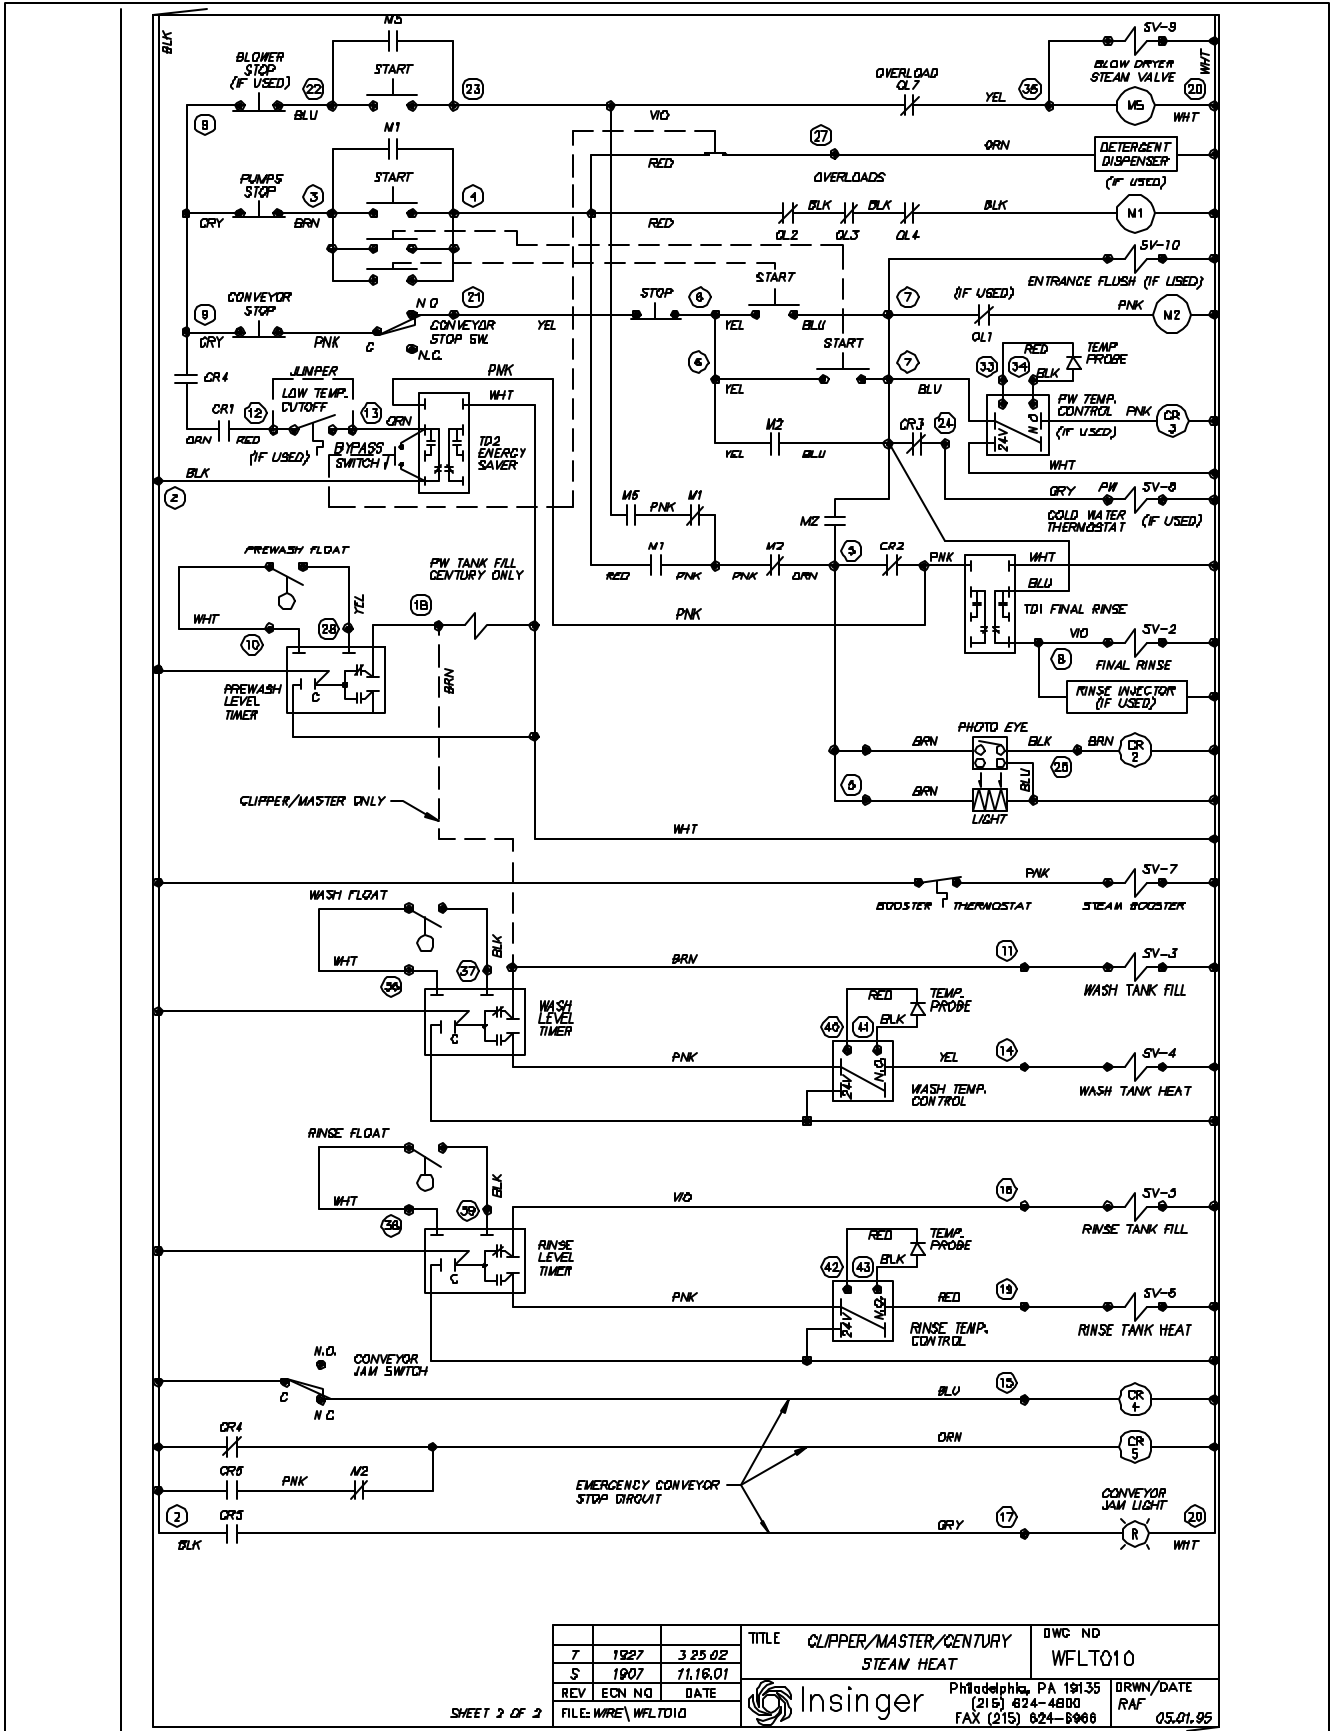 BLK
M5
SV-9
BLOWER
STOP
(IF USED)
START
22
23
OVERLOAD
OL7
BLOW DRYER
STEAM VALVE
WHT
YEL
20
M5
BLU
VIO
WHT
M1
27
ORN
DETERGENT
DISPENSER
RED
(IF USED)
PUMPS
STOP
3
START
4
OVERLOADS
GRY
BRN
RED
BLK
BLK
BLK
M1
OL2
OL3
OL4
SV-10
START
ENTRANCE FLUSH (IF USED)
CONVEYOR
STOP
N.O
21
STOP
7
(IF USED)
PNK
M2
9
GRY
PNK
C
CONVEYOR
STOP SW.
YEL
YEL
BLU
OL1
N.C.
START
RED
TEMP
PROBE
CR4
JUMPER
PNK
6
7
33
34
BLK
LOW TEMP.
CUTOFF
WHT
YEL
BLU
PW TEMP.
CONTROL
PNK
CR
3
CR1
12
13
ORN
N.O
24V
(IF USED)
ORN
RED
(IF USED)
BYPASS
SWITCH
TD2
ENERGY
SAVER
M2
CR3
YEL
BLU
WHT
BLK
2
GRY
PW
SV-8
M5
PNK
M1
M2
COLD WATER
THERMOSTAT
(IF USED)
PREWASH FLOAT
PW TANK FILL
CENTURY ONLY
M1
M2
5
CR2
PNK
WHT
RED
PNK
PNK
ORN
BLU
YEL
18
TD1 FINAL RINSE
WHT
PNK
10
28
VIO
SV-2
8
FINAL RINSE
BRN
PREWASH
LEVEL
TIMER
C
RINSE INJECTOR
(IF USED)
PHOTO EYE
BRN
BLK
BRN
CR
2
BLU
CLIPPER/MASTER ONLY
BRN
LIGHT
WHT
PNK
SV-7
WASH FLOAT
BOOSTER
THERMOSTAT
STEAM BOOSTER
BLK
11
SV-3
WHT
37
BRN
WASH TANK FILL
WASH
LEVEL
TIMER
C
RED
TEMP.
PROBE
40
41
BLK
14
SV-4
PNK
N.O.
24V
YEL
WASH TEMP.
CONTROL
WASH TANK HEAT
RINSE FLOAT
BLK
VIO
SV-5
WHT
38
39
RINSE TANK FILL
RINSE
LEVEL
TIMER
C
RED
TEMP.
PROBE
42
43
BLK
19
PNK
N.O.
24V
RED
RINSE TEMP.
CONTROL
RINSE TANK HEAT
N.O.
CONVEYOR
JAM SWITCH
C
N C
BLU
15
CR
4
CR4
ORN
CR
5
PNK
M2
EMERGENCY CONVEYOR
STOP CIRCUIT
CONVEYOR
JAM LIGHT
2
CR5
17
20
BLK
GRY
R
WHT
TITLE
CLIPPER/MASTER/CENTURY
STEAM HEAT
DWG NO
WFLT010
T 1927 3 25 02
S 1907 11.16.01
REV ECN NO DATE
Insinger
Philadelphia, PA 19135
(215) 624-4800
FAX (215) 624-6966
DRWN/DATE
RAF
05.01.95
SHEET 2 OF 2
FILE: WIRE\WFLT010